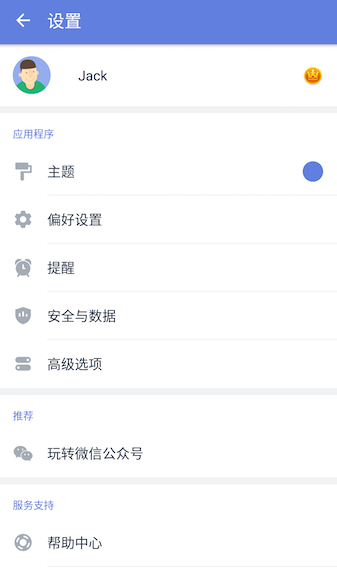 设置
Jack
应用程序
主题
偏好设置
提醒
安全与数据
高级选项
推荐
玩转微信公众号
服务支持
帮助中心